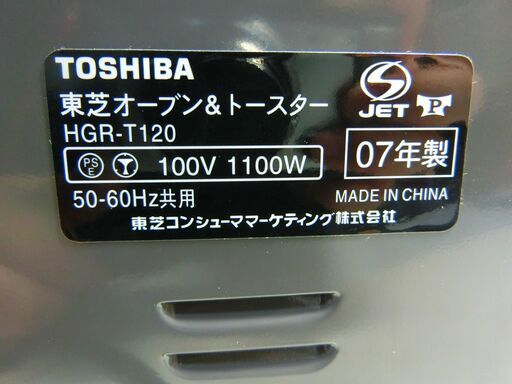 TOSHIBA
東芝オーブン&トースター
HGR-T120
PS E 100V 1100W
50-60Hz共用
S JET P
07年製
MADE IN CHINA
東芝コンシューママーケティング株式会社